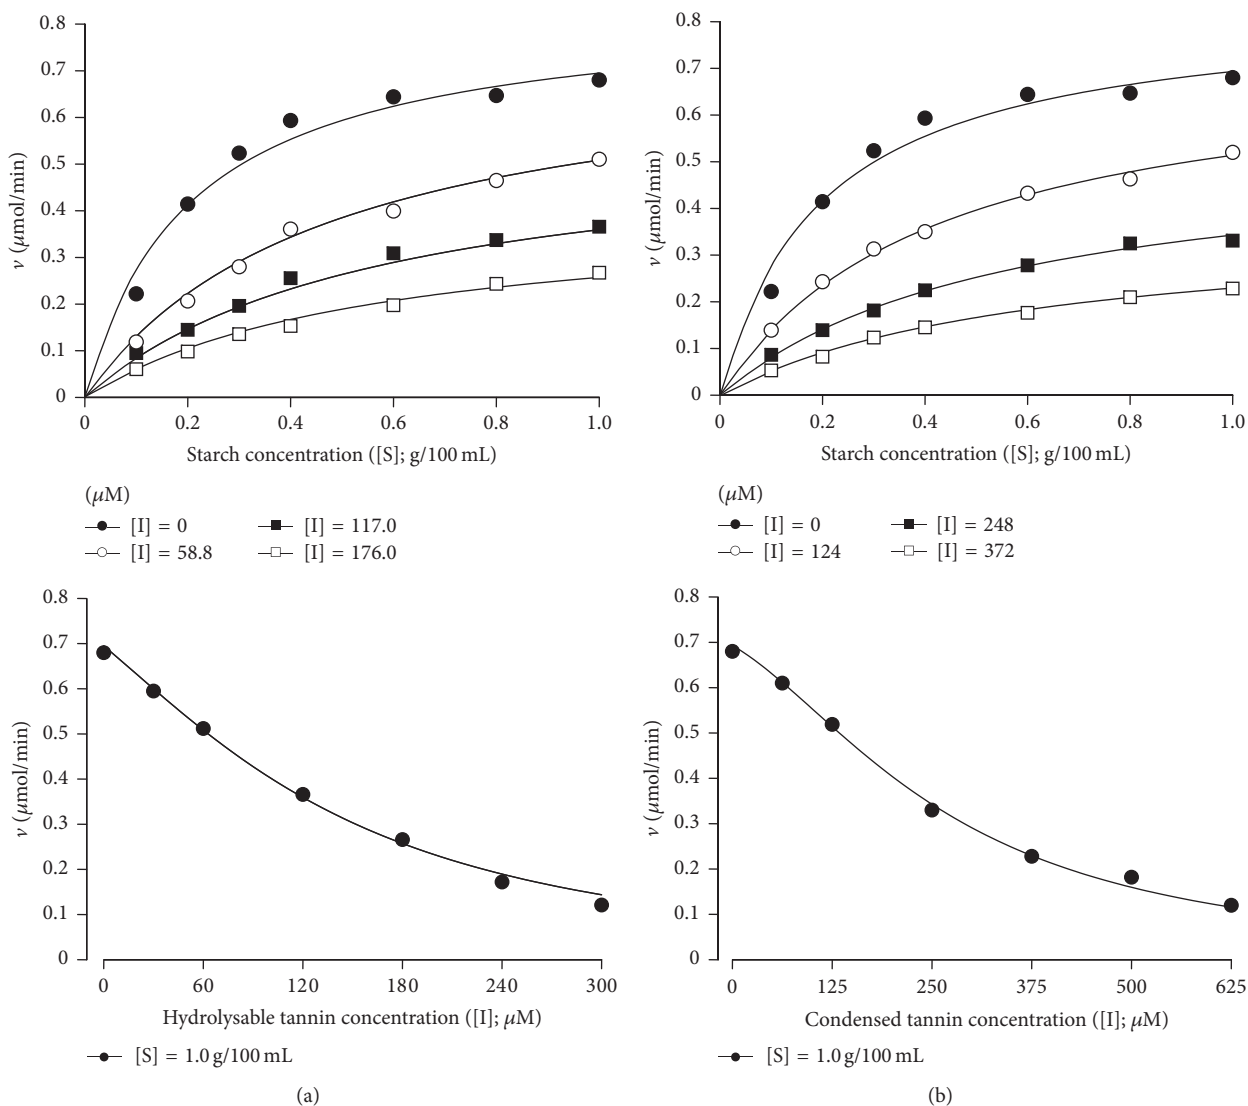 0.8
0.7
0.6
0.5
0.4
0.3
0.2
0.1
0
v (μmol/min)
0 0.2 0.4 0.6 0.8 1.0
Starch concentration ([S]; g/100 mL)
(μM)
[I] = 0 [I] = 117.0
[I] = 58.8 [I] = 176.0
0.8
0.7
0.6
0.5
0.4
0.3
0.2
0.1
0
v (μmol/min)
0 0.2 0.4 0.6 0.8 1.0
Starch concentration ([S]; g/100 mL)
(μM)
[I] = 0 [I] = 248
[I] = 124 [I] = 372
0.8
0.7
0.6
0.5
0.4
0.3
0.2
0.1
0
v (μmol/min)
0 60 120 180 240 300
Hydrolysable tannin concentration ([I]; μM)
[S] = 1.0 g/100 mL
(a)
0.8
0.7
0.6
0.5
0.4
0.3
0.2
0.1
0
v (μmol/min)
0 125 250 375 500 625
Condensed tannin concentration ([I]; μM)
[S] = 1.0 g/100 mL
(b)